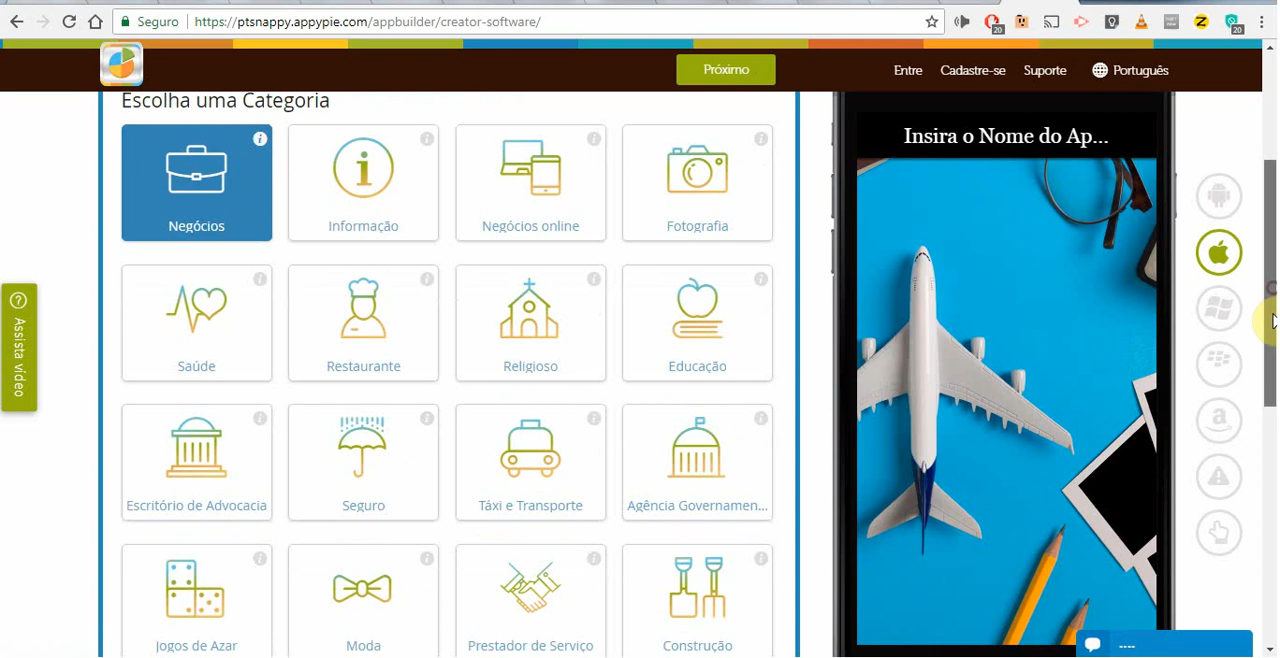 Seguro
https://ptsnappy.appypie.com/appbuilder/creator-software/
20
20
Próximo
Entre
Cadastre-se
Suporte
Português
Escolha uma Categoria
Insira o Nome do Ap...
Negócios
Informação
Negócios online
Fotografia
Saúde
Restaurante
Religioso
Educação
Assista vídeo
Escritório de Advocacia
Seguro
Táxi e Transporte
Agência Governamen...
Jogos de Azar
Moda
Prestador de Serviço
Construção
----